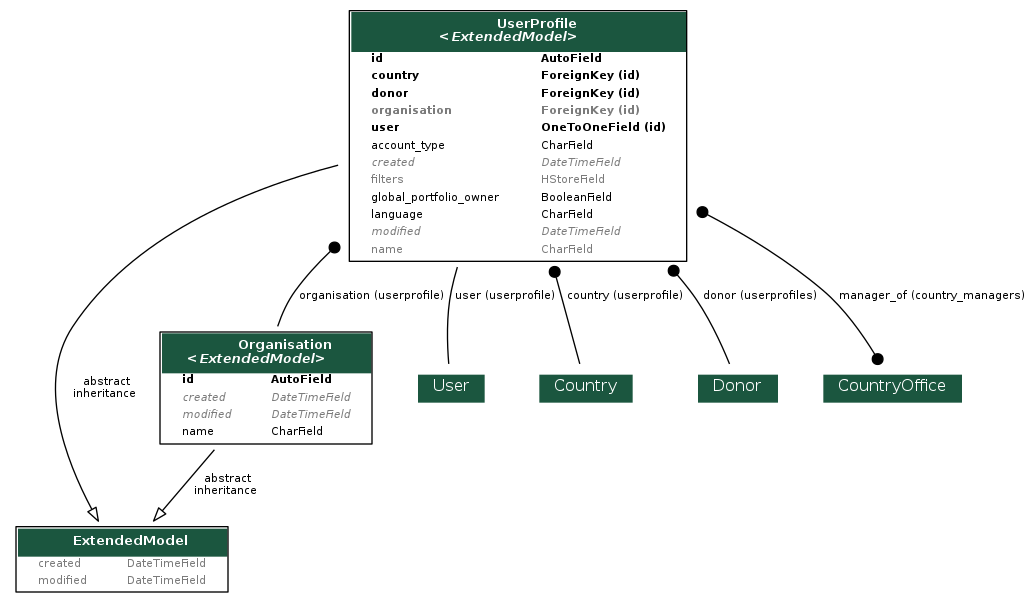 UserProfile
<ExtendedModel>
id AutoField
country ForeignKey (id)
donor ForeignKey (id)
organisation ForeignKey (id)
user OneToOneField (id)
account_type CharField
created DateTimeField
filters HStoreField
global_portfolio_owner BooleanField
language CharField
modified DateTimeField
name CharField
organisation (userprofile)
user (userprofile)
country (userprofile)
donor (userprofiles)
manager_of (country_managers)
abstract
inheritance
Organisation
<ExtendedModel>
id AutoField
created DateTimeField
modified DateTimeField
name CharField
User
Country
Donor
CountryOffice
abstract
inheritance
ExtendedModel
created DateTimeField
modified DateTimeField